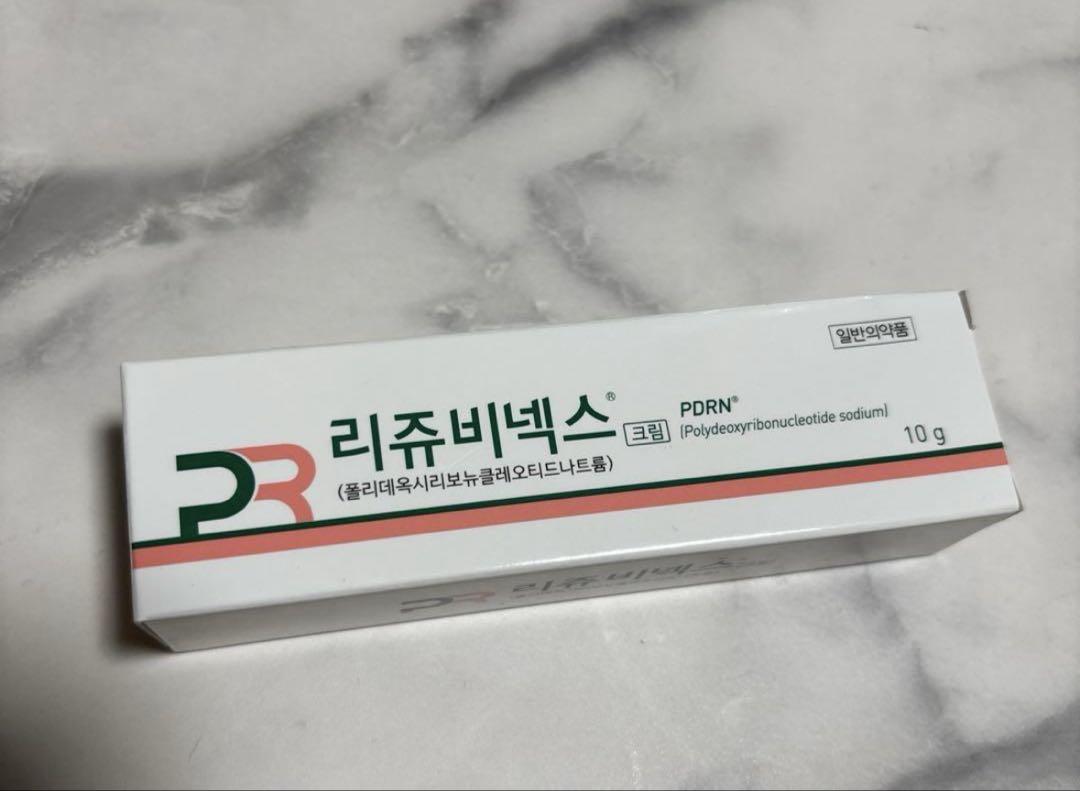 일반의약품
리쥬비넥스®
크림
PDRN®
(Polydeoxyribonucleotide sodium)
(폴리데옥시리보뉴클레오티드나트륨)
10 g
PR
리쥬비넥스